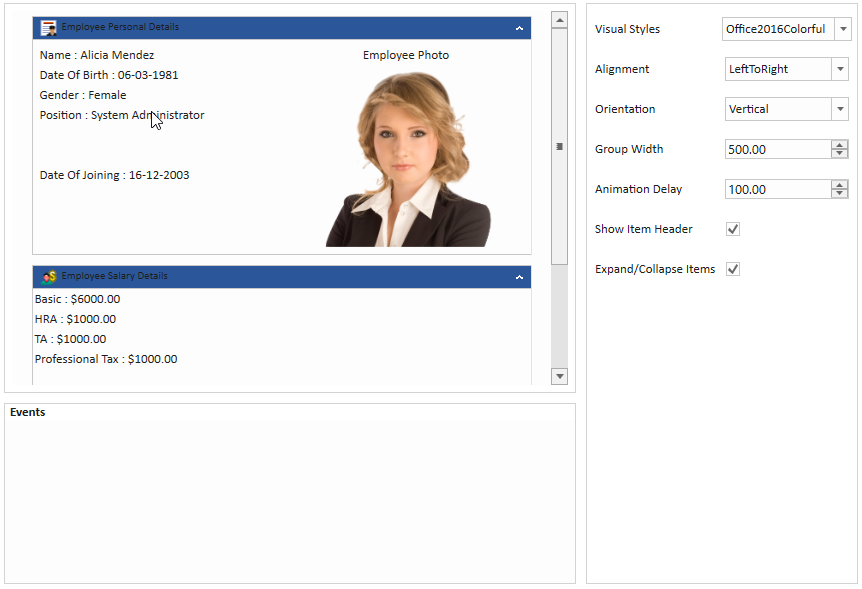 Employee Personal Details
Name : Alicia Mendez
Employee Photo
Date Of Birth : 06-03-1981
Gender : Female
Position : System Administrator
Date Of Joining : 16-12-2003
Employee Salary Details
Basic : $6000.00
HRA : $1000.00
TA : $1000.00
Professional Tax : $1000.00
Events
Visual Styles Office2016Colorful
Alignment LeftToRight
Orientation Vertical
Group Width 500.00
Animation Delay 100.00
Show Item Header
Expand/Collapse Items